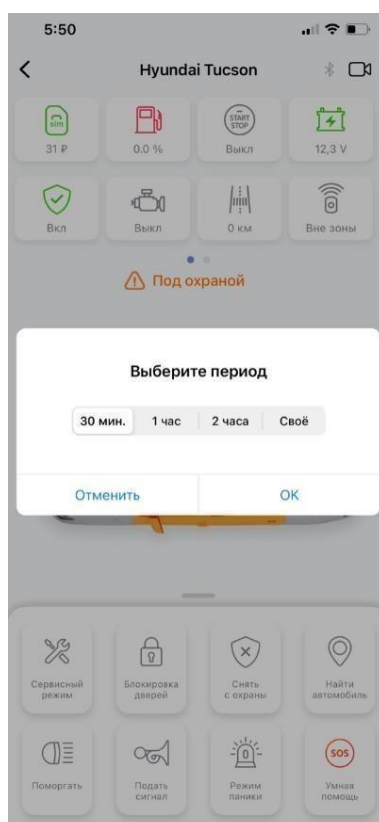 5:50
Hyundai Tucson
sim
START
STOP
31 ₽
0.0 %
Выкл
12,3 V
Вкл
Выкл
0 км
Вне зоны
Под охраной
Выберите период
30 мин.
1 час
2 часа
Своё
Отменить
OK
Сервисный
режим
Блокировка
дверей
Снять
с охраны
Найти
автомобиль
Поморгать
Подать
сигнал
Режим
паники
SOS
Умная
помощь